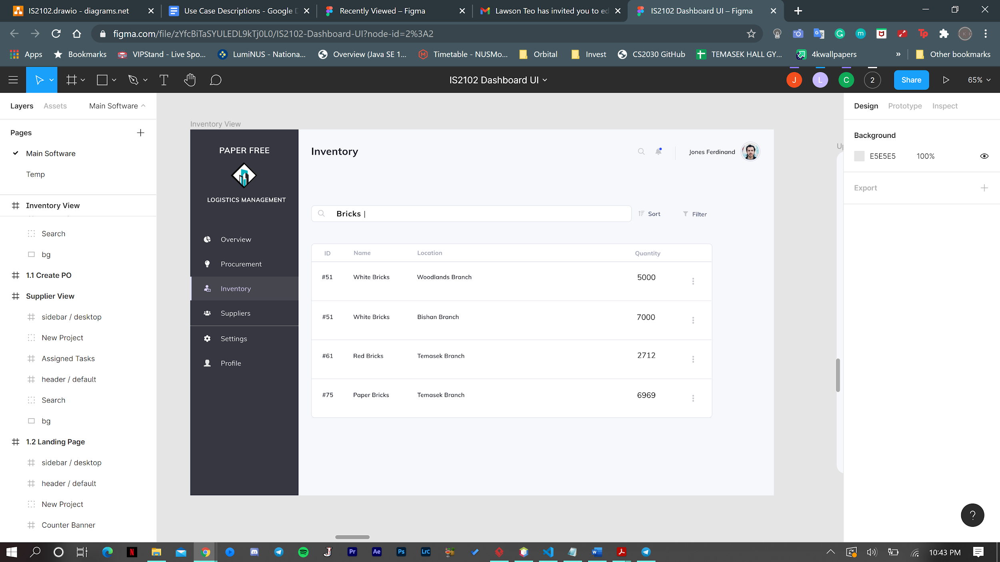 IS2102.drawio - diagrams.net
Use Case Descriptions - Google D
Recently Viewed – Figma
Lawson Teo has invited you to ed
IS2102 Dashboard UI – Figma
figma.com/file/zYfcBiTaSYULEDL9kTj0L0/IS2102-Dashboard-UI?node-id=2%3A2
Apps
Bookmarks
VIPStand - Live Spo...
LumiNUS - Nationa...
Overview (Java SE 1...
Timetable - NUSMo...
Orbital
Invest
CS2030 GitHub
TEMASEK HALL GY...
4kwallpapers
»
Other bookmarks
IS2102 Dashboard UI
J
L
C
2
Share
65%
Layers
Assets
Main Software
Pages
Main Software
Temp
Inventory View
Search
bg
1.1 Create PO
Supplier View
sidebar / desktop
New Project
Assigned Tasks
header / default
Search
bg
1.2 Landing Page
sidebar / desktop
header / default
New Project
Counter Banner
Inventory View
PAPER FREE
LOGISTICS MANAGEMENT
Overview
Procurement
Inventory
Suppliers
Settings
Profile
Inventory
Jones Ferdinand
Bricks |
Sort
Filter
ID Name Location Quantity
#51 White Bricks Woodlands Branch 5000
#51 White Bricks Bishan Branch 7000
#61 Red Bricks Temasek Branch 2712
#75 Paper Bricks Temasek Branch 6969
Up
Design
Prototype
Inspect
Background
E5E5E5 100%
Export
?
N
Pr
Ae
Ps
LrC
10:43 PM